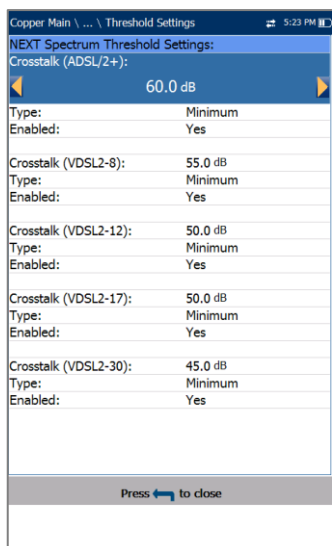 Copper Main \ ... \ Threshold Settings 5:23 PM
NEXT Spectrum Threshold Settings:
Crosstalk (ADSL/2+):
60.0 dB
Type: Minimum
Enabled: Yes
Crosstalk (VDSL2-8): 55.0 dB
Type: Minimum
Enabled: Yes
Crosstalk (VDSL2-12): 50.0 dB
Type: Minimum
Enabled: Yes
Crosstalk (VDSL2-17): 50.0 dB
Type: Minimum
Enabled: Yes
Crosstalk (VDSL2-30): 45.0 dB
Type: Minimum
Enabled: Yes
Press to close